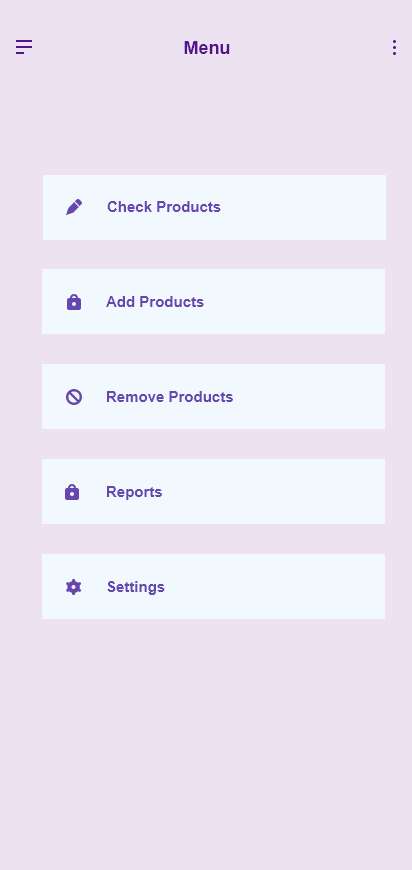 Menu
Check Products
Add Products
Remove Products
Reports
Settings